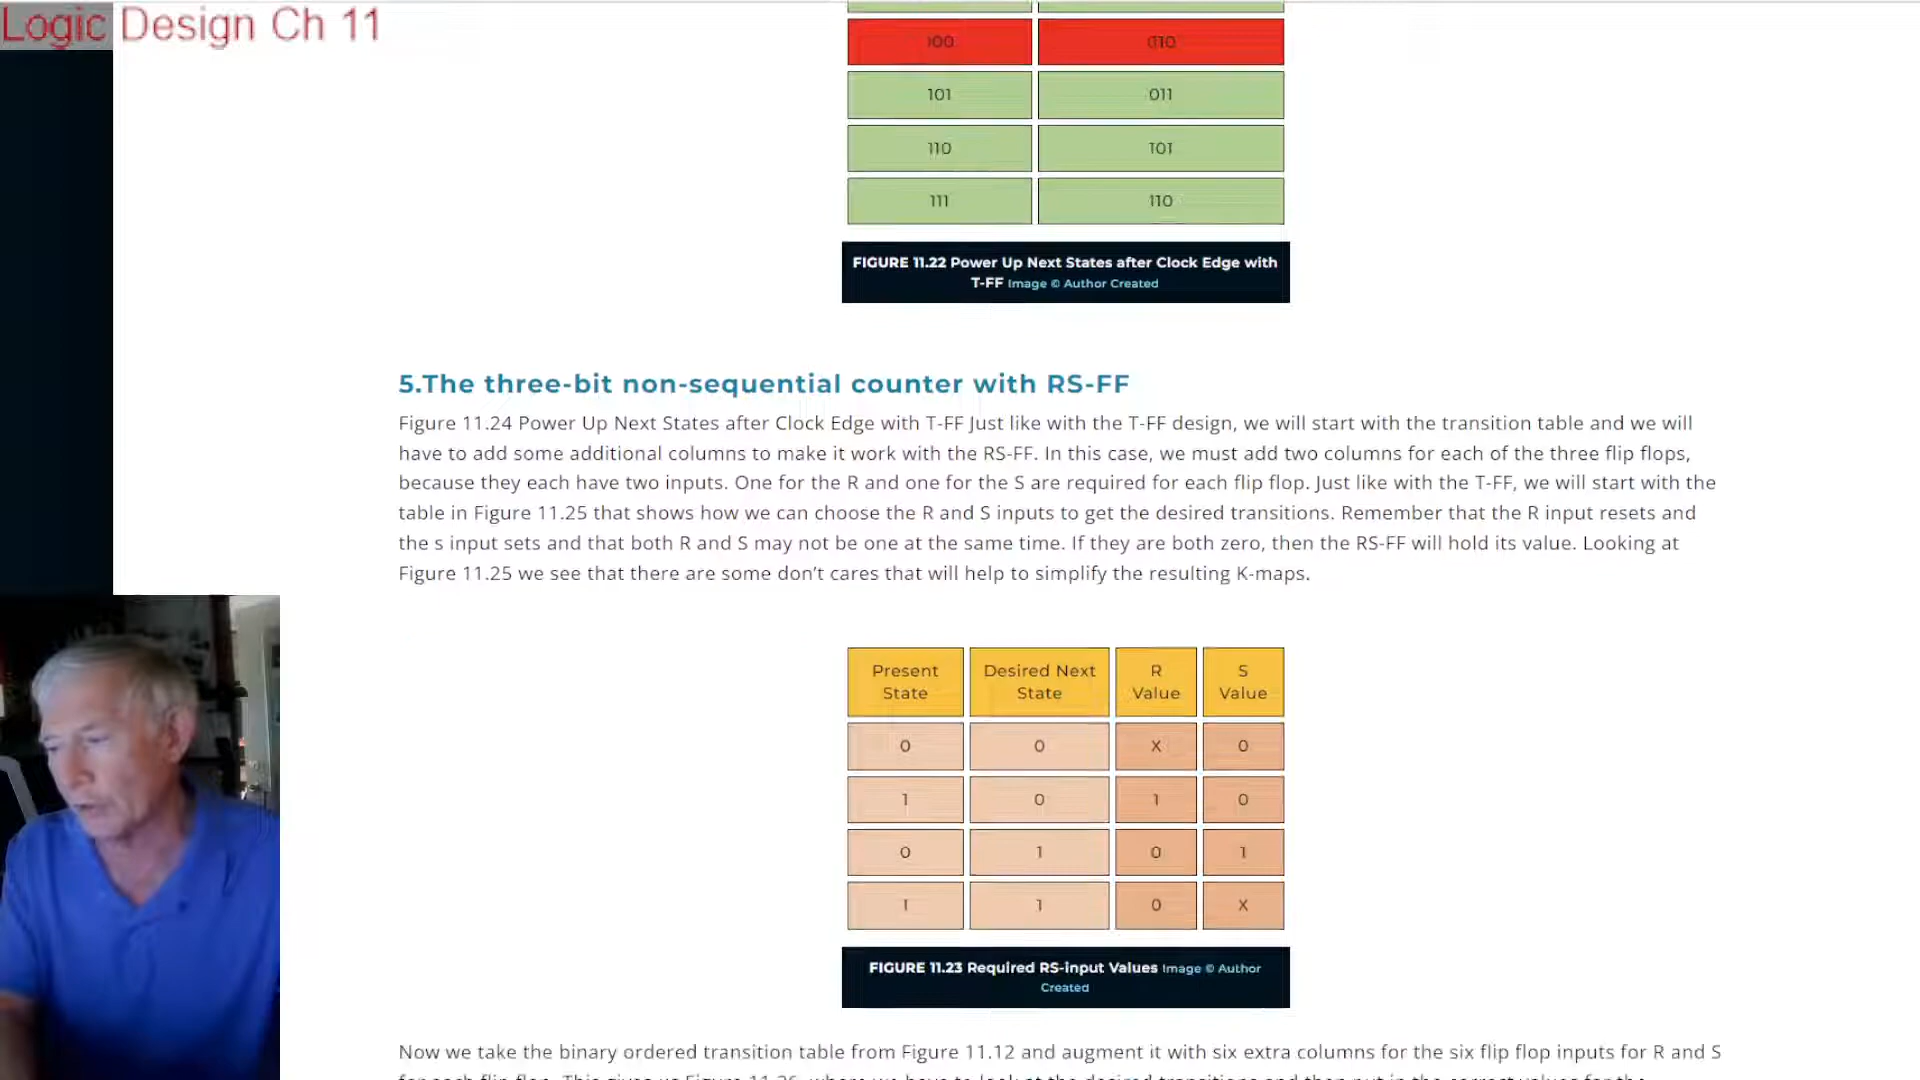 Logic Design Ch 11
100 010
101 011
110 101
111 110
FIGURE 11.22 Power Up Next States after Clock Edge with
T-FF Image © Author Created
5.The three-bit non-sequential counter with RS-FF
Figure 11.24 Power Up Next States after Clock Edge with T-FF Just like with the T-FF design, we will start with the transition table and we will
have to add some additional columns to make it work with the RS-FF. In this case, we must add two columns for each of the three flip flops,
because they each have two inputs. One for the R and one for the S are required for each flip flop. Just like with the T-FF, we will start with the
table in Figure 11.25 that shows how we can choose the R and S inputs to get the desired transitions. Remember that the R input resets and
the s input sets and that both R and S may not be one at the same time. If they are both zero, then the RS-FF will hold its value. Looking at
Figure 11.25 we see that there are some don’t cares that will help to simplify the resulting K-maps.
Present State Desired Next State R Value S Value
0 0 X 0
1 0 1 0
0 1 0 1
1 1 0 X
FIGURE 11.23 Required RS-input Values Image © Author
Created
Now we take the binary ordered transition table from Figure 11.12 and augment it with six extra columns for the six flip flop inputs for R and S